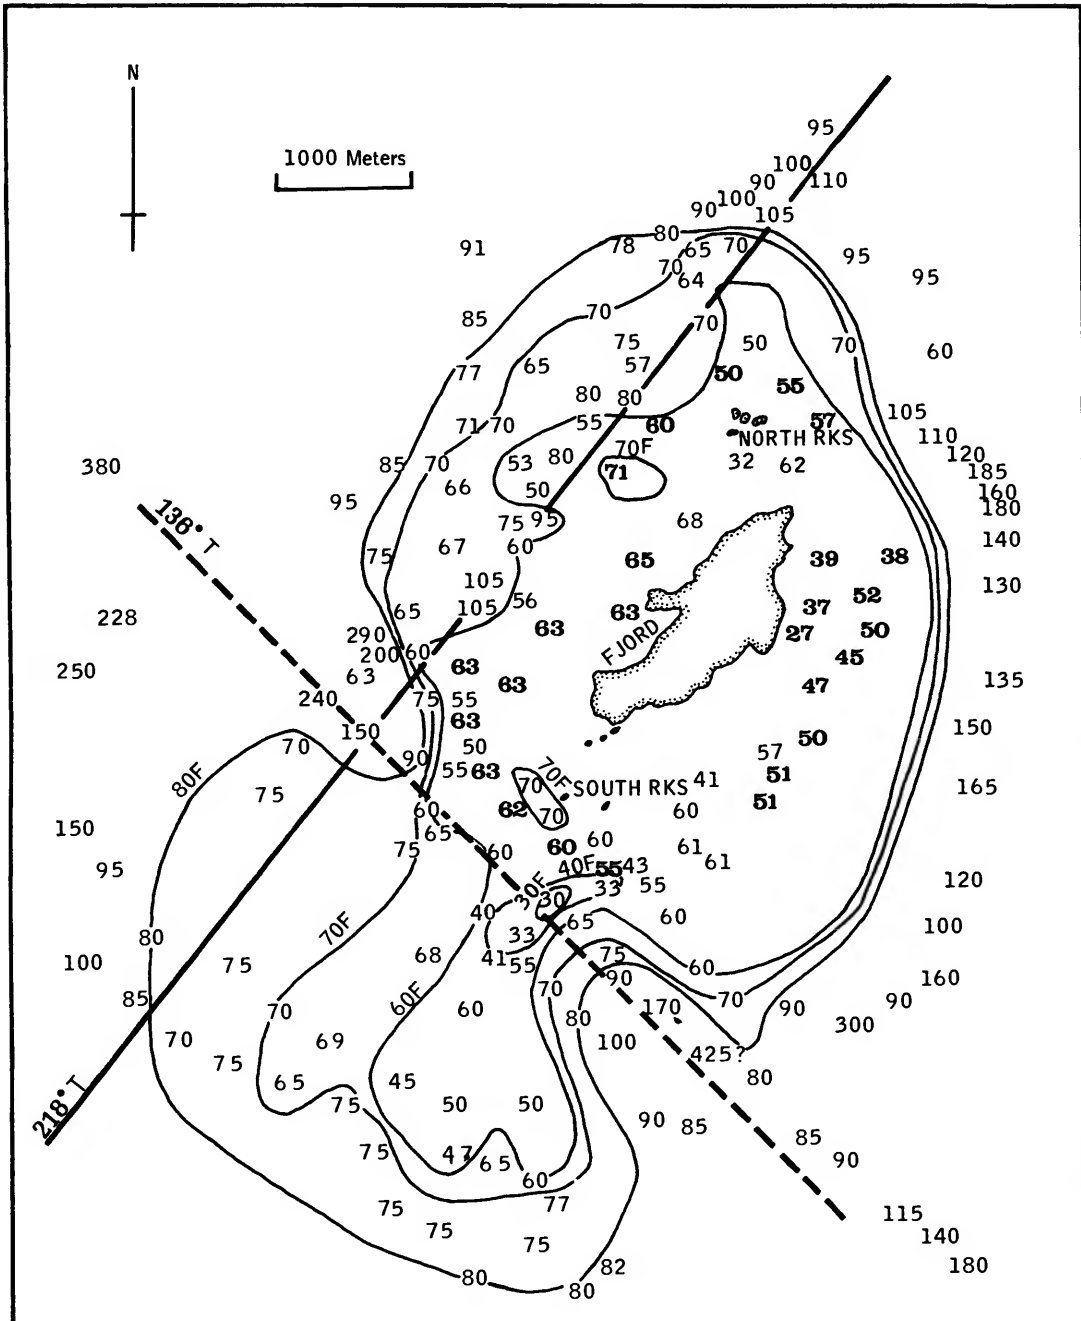 N
95
1000 Meters
100
90 110
100
90 105
80
91 78 65 70 95
70 95
64
85 70 70
75 50 70 60
57
77 65 50 55
80 80
105
71 70 55 60 57
110
NORTH RKS
70F
120
380 85 70 53 80 71 32 62 185
66 50 160
95 180
75 95 68
136° T
140
67 60
75 65 39 38
105 130
56 52
65 105 63 37
228 FJORD
290 63 27 50
200 60 45
250 63 63 63 47 135
240 75 55
63
150 50 50 150
70 57
90 55 63 70F 41 51
80F 75 70 SOUTH RKS 165
62 51
60 70 60
150 65
60 60 61
75 60 40F 55 43 61
95 30F 33 55 120
30
40 65 60
70F 33 100
80
68 41 55 75 60
100 75 90 160
60F 70 70 90 90
85 170
70 60 80 300
70 69 100 425?
75 80
65 45
75 50 50 90 85
218° T
85
75 47 65 90
60
75 77 115
75 140
75
82 180
80 80